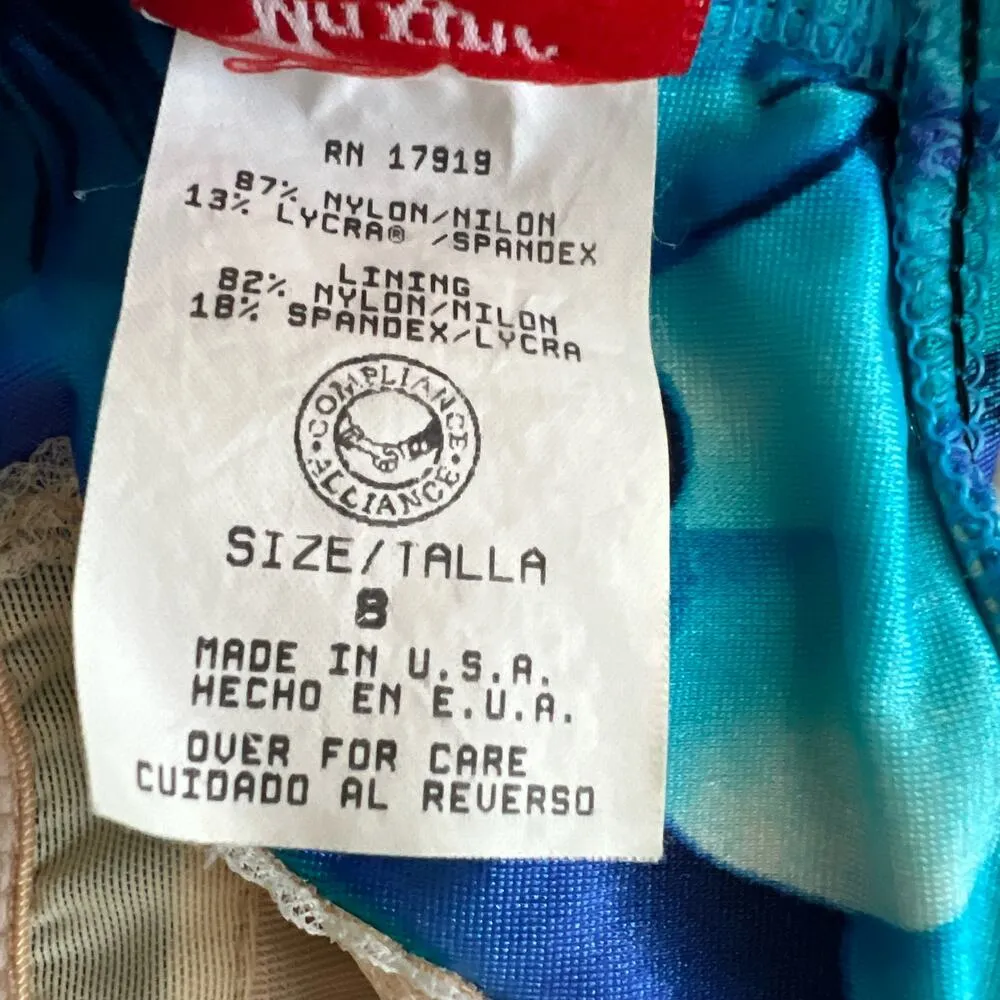 RN 17919
87% NYLON/NILON
13% LYCRA® /SPANDEX
LINING
82% NYLON/NILON
18% SPANDEX/LYCRA
COMPLIANCE
ALLIANCE
SIZE/TALLA
8
MADE IN U.S.A.
HECHO EN E.U.A.
OVER FOR CARE
CUIDADO AL REVERSO